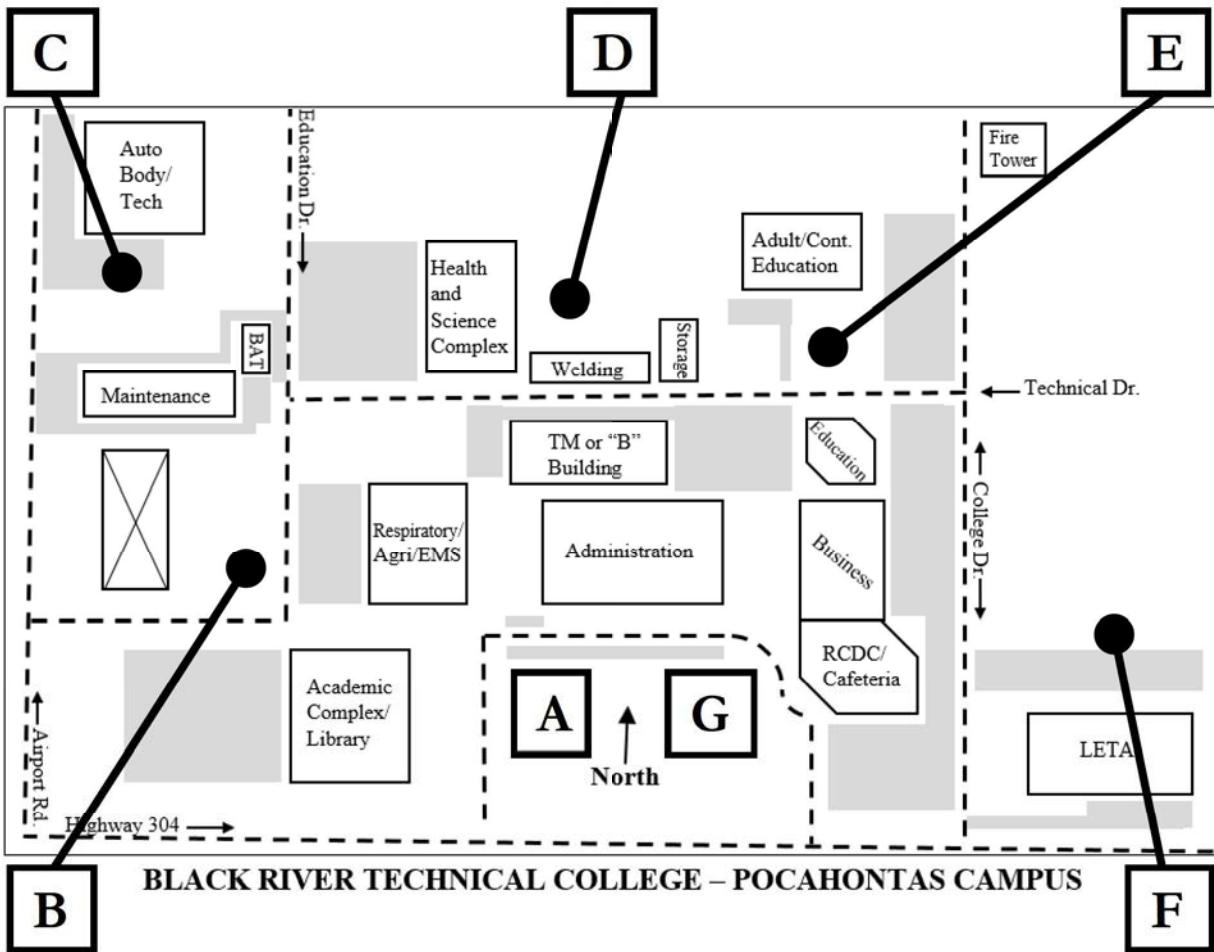 C
D
E
Auto
Body/
Tech
Education Dr.
Fire
Tower
Health
and
Science
Complex
Adult/Cont.
Education
BAT
Storage
Welding
Maintenance
Technical Dr.
TM or “B”
Building
Education
College Dr.
Respiratory/
Agri/EMS
Administration
Business
RCDC/
Cafeteria
Academic
Complex/
Library
A
G
North
LETA
Airport Rd.
Highway 304
BLACK RIVER TECHNICAL COLLEGE – POCAHONTAS CAMPUS
B
F